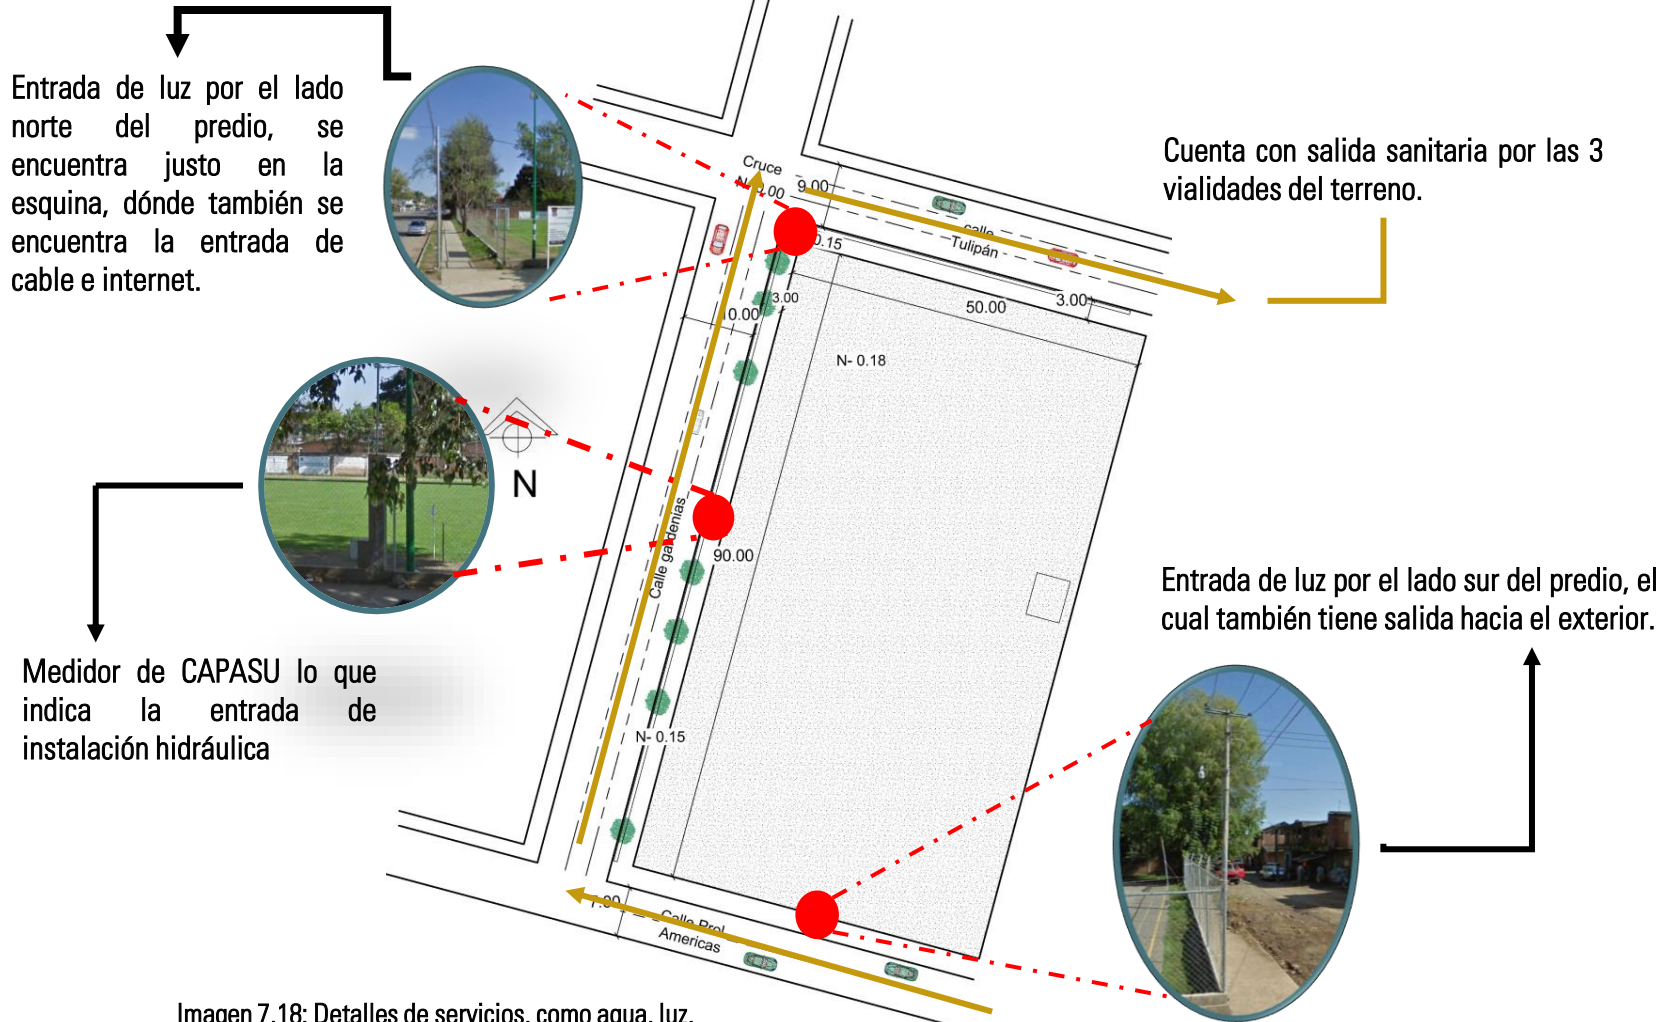 Entrada de luz por el lado
norte del predio, se
encuentra justo en la
esquina, dónde también se
encuentra la entrada de
cable e internet.
Cuenta con salida sanitaria por las 3
vialidades del terreno.
Cruce
9.00
calle
Tulipán
3.00
10.00
50.00
3.00
N- 0.18
N
Calle gardenias
90.00
Entrada de luz por el lado sur del predio, el
cual también tiene salida hacia el exterior.
Medidor de CAPASU lo que
indica la entrada de
instalación hidráulica
N- 0.15
Calle Prol.
Americas
Imagen 7.18: Detalles de servicios, como agua, luz,